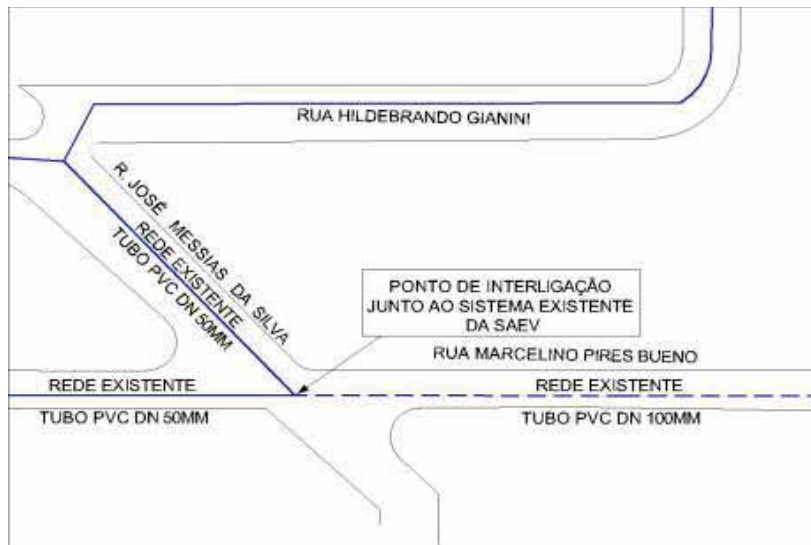 RUA HILDEBRANDO GIANINI
R. JOSÉ MESSIAS DA SILVA
REDE EXISTENTE
TUBO PVC DN 50MM
PONTO DE INTERLIGAÇÃO
JUNTO AO SISTEMA EXISTENTE
DA SAEV
RUA MARCELINO PIRES BUENO
REDE EXISTENTE
TUBO PVC DN 50MM
REDE EXISTENTE
TUBO PVC DN 100MM